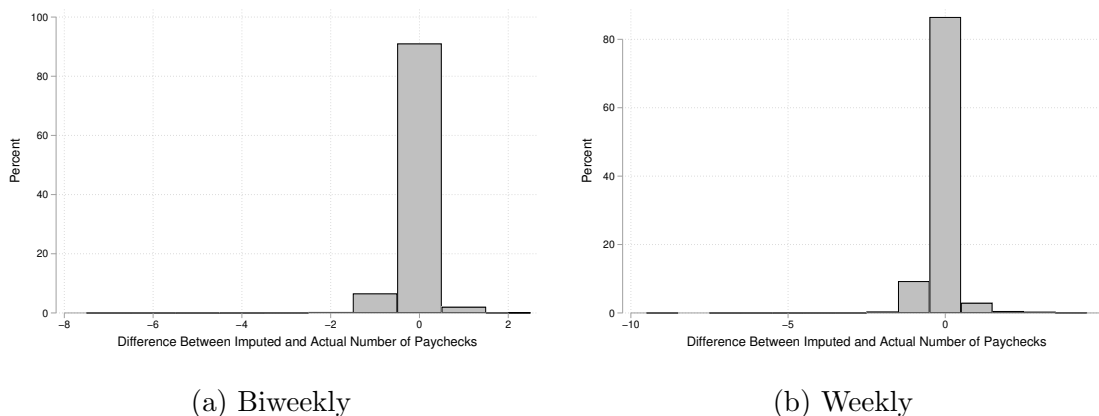 100
80
60
40
20
0
Percent
−8 −6 −4 −2 0 2
Difference Between Imputed and Actual Number of Paychecks
(a) Biweekly
80
60
40
20
0
Percent
−10 −5 0
Difference Between Imputed and Actual Number of Paychecks
(b) Weekly